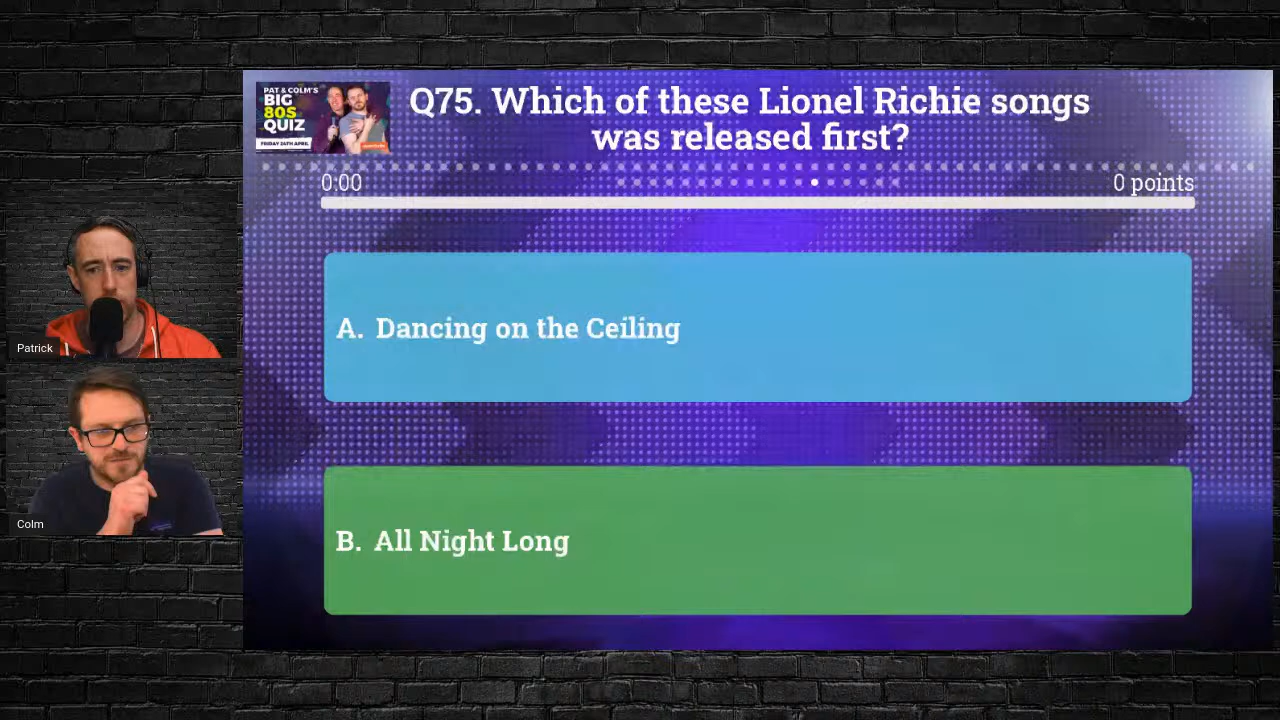 PAT & COLM'S
BIG
80S
QUIZ
FRIDAY 24TH APRIL
Q75. Which of these Lionel Richie songs
was released first?
0:00
0 points
A. Dancing on the Ceiling
B. All Night Long
Patrick
Colm